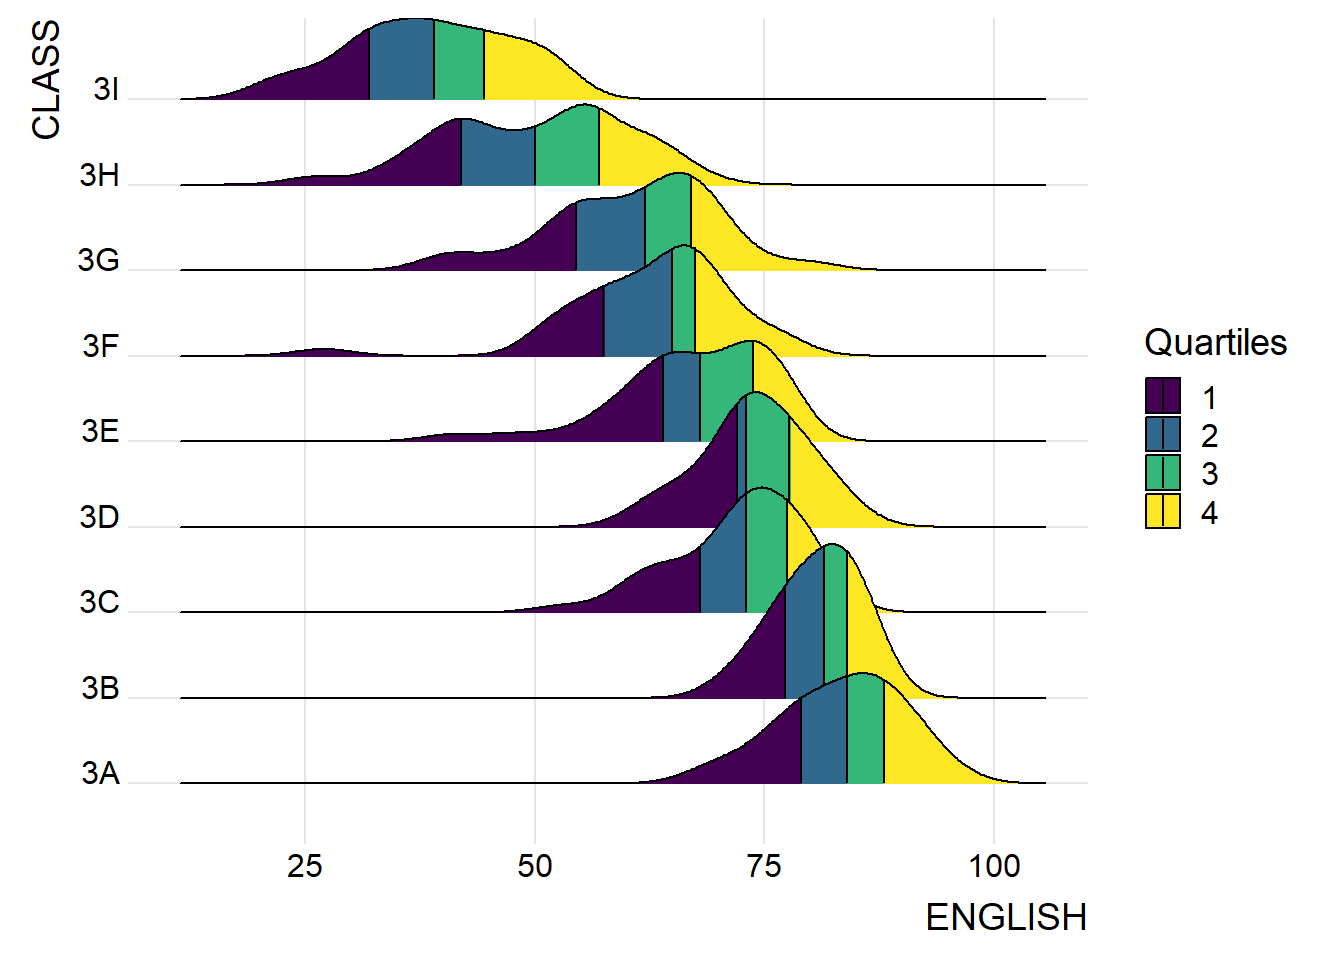 CLASS
3I
3H
3G
3F
3E
3D
3C
3B
3A
25 50 75 100
ENGLISH
Quartiles
1
2
3
4